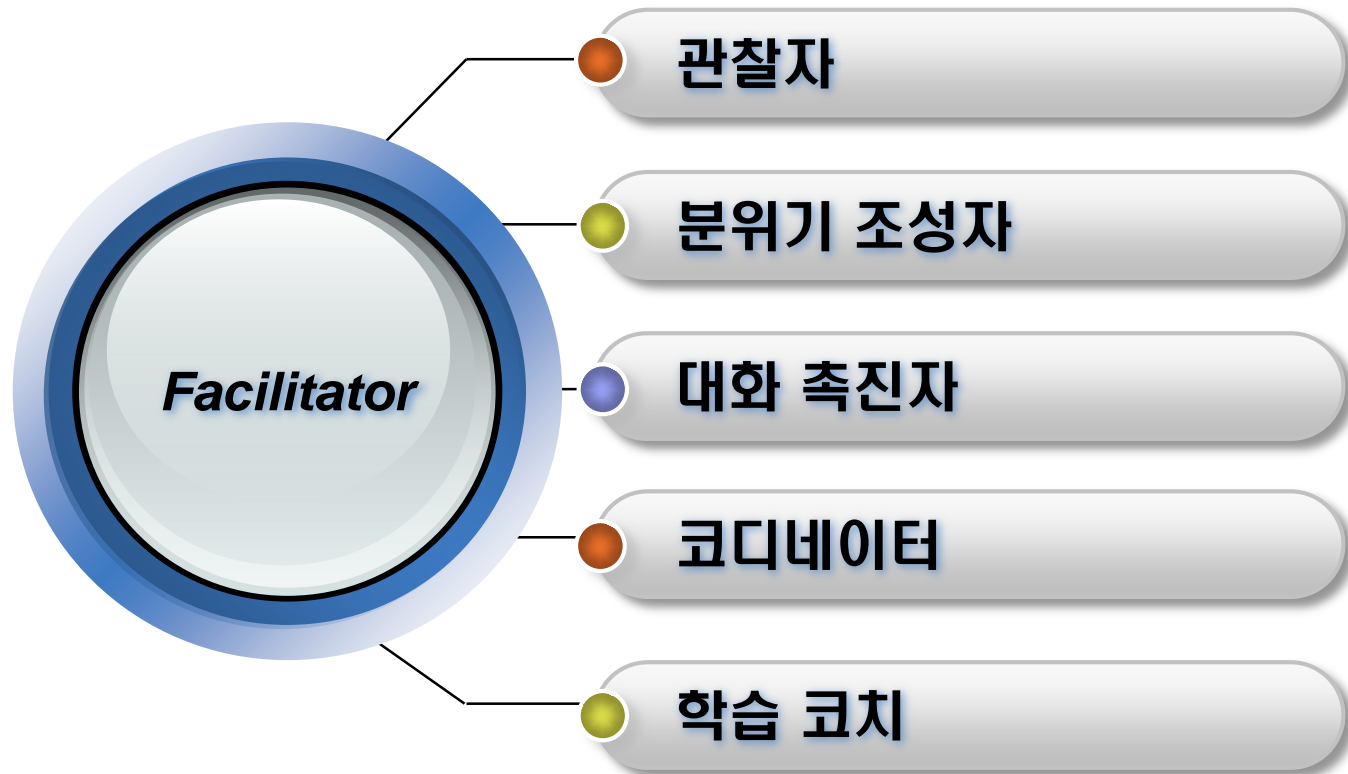 관찰자
분위기 조성자
Facilitator
대화 촉진자
코디네이터
학습 코치